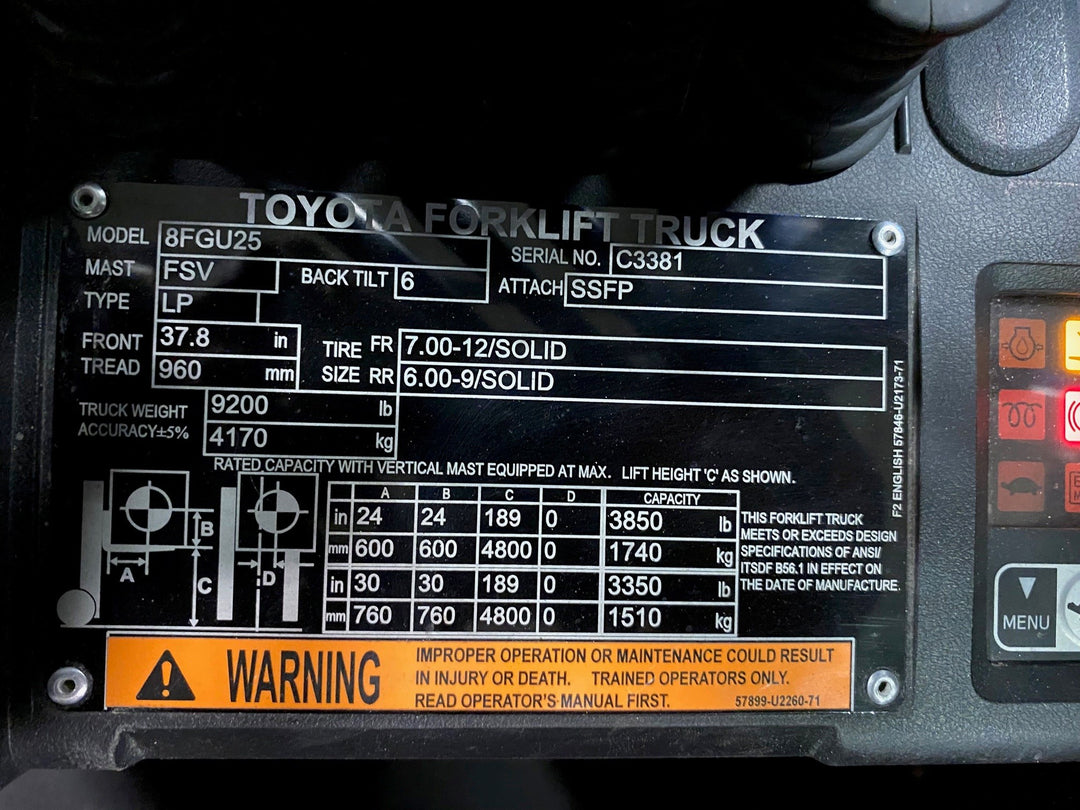 TOYOTA FORKLIFT TRUCK
MODEL 8FGU25 SERIAL NO. C3381
MAST FSV BACK TILT 6 ATTACH SSFP
TYPE LP
FRONT TREAD 37.8 in
960 mm
TIRE SIZE FR 7.00-12/SOLID
RR 6.00-9/SOLID
TRUCK WEIGHT 9200 lb
ACCURACY±5% 4170 kg
RATED CAPACITY WITH VERTICAL MAST EQUIPPED AT MAX. LIFT HEIGHT 'C' AS SHOWN.
A B C D CAPACITY
in 24 24 189 0 3850 lb
mm 600 600 4800 0 1740 kg
in 30 30 189 0 3350 lb
mm 760 760 4800 0 1510 kg
A B C D
THIS FORKLIFT TRUCK
MEETS OR EXCEEDS DESIGN
SPECIFICATIONS OF ANSI/
ITSDF B56.1 IN EFFECT ON
THE DATE OF MANUFACTURE.
F2 ENGLISH 57846-U2173-71
WARNING
IMPROPER OPERATION OR MAINTENANCE COULD RESULT
IN INJURY OR DEATH. TRAINED OPERATORS ONLY.
READ OPERATOR'S MANUAL FIRST.
57899-U2260-71
MENU